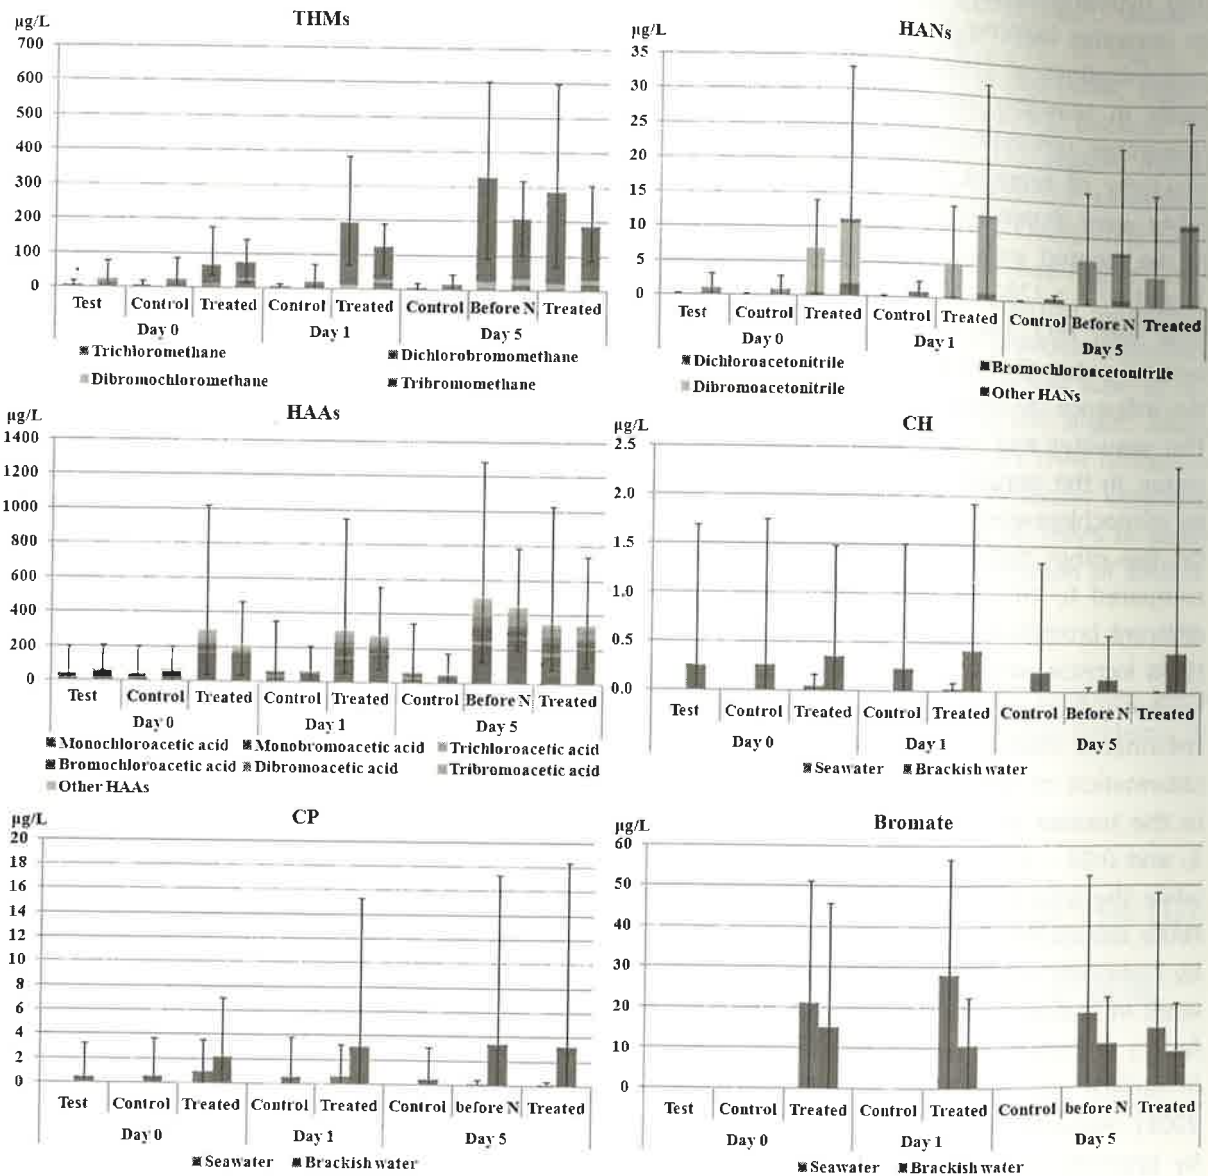 THMs
µg/L
700
600
500
400
300
200
100
0
Test Control Treated Control Treated Control Before N Treated
Day 0 Day 1 Day 5
Trichloromethane Dichlorobromomethane
Dibromochloromethane Tribromomethane
HANs
µg/L
35
30
25
20
15
10
5
0
Test Control Treated Control Treated Control Before N Treated
Day 0 Day 1 Day 5
Dichloroacetonitrile Bromochloroacetonitrile
Dibromoacetonitrile Other HANs
HAAs
µg/L
1400
1200
1000
800
600
400
200
0
Test Control Treated Control Treated Control Before N Treated
Day 0 Day 1 Day 5
Monochloroacetic acid Monobromoacetic acid Trichloroacetic acid
Bromochloroacetic acid Dibromoacetic acid Tribromoacetic acid
Other HAAs
CH
µg/L
2.5
2.0
1.5
1.0
0.5
0.0
Test Control Treated Control Treated Control Before N Treated
Day 0 Day 1 Day 5
Seawater Brackish water
CP
µg/L
20
18
16
14
12
10
8
6
4
2
0
Test Control Treated Control Treated Control before N Treated
Day 0 Day 1 Day 5
Seawater Brackish water
Bromate
µg/L
60
50
40
30
20
10
0
Test Control Treated Control Treated Control before N Treated
Day 0 Day 1 Day 5
Seawater Brackish water